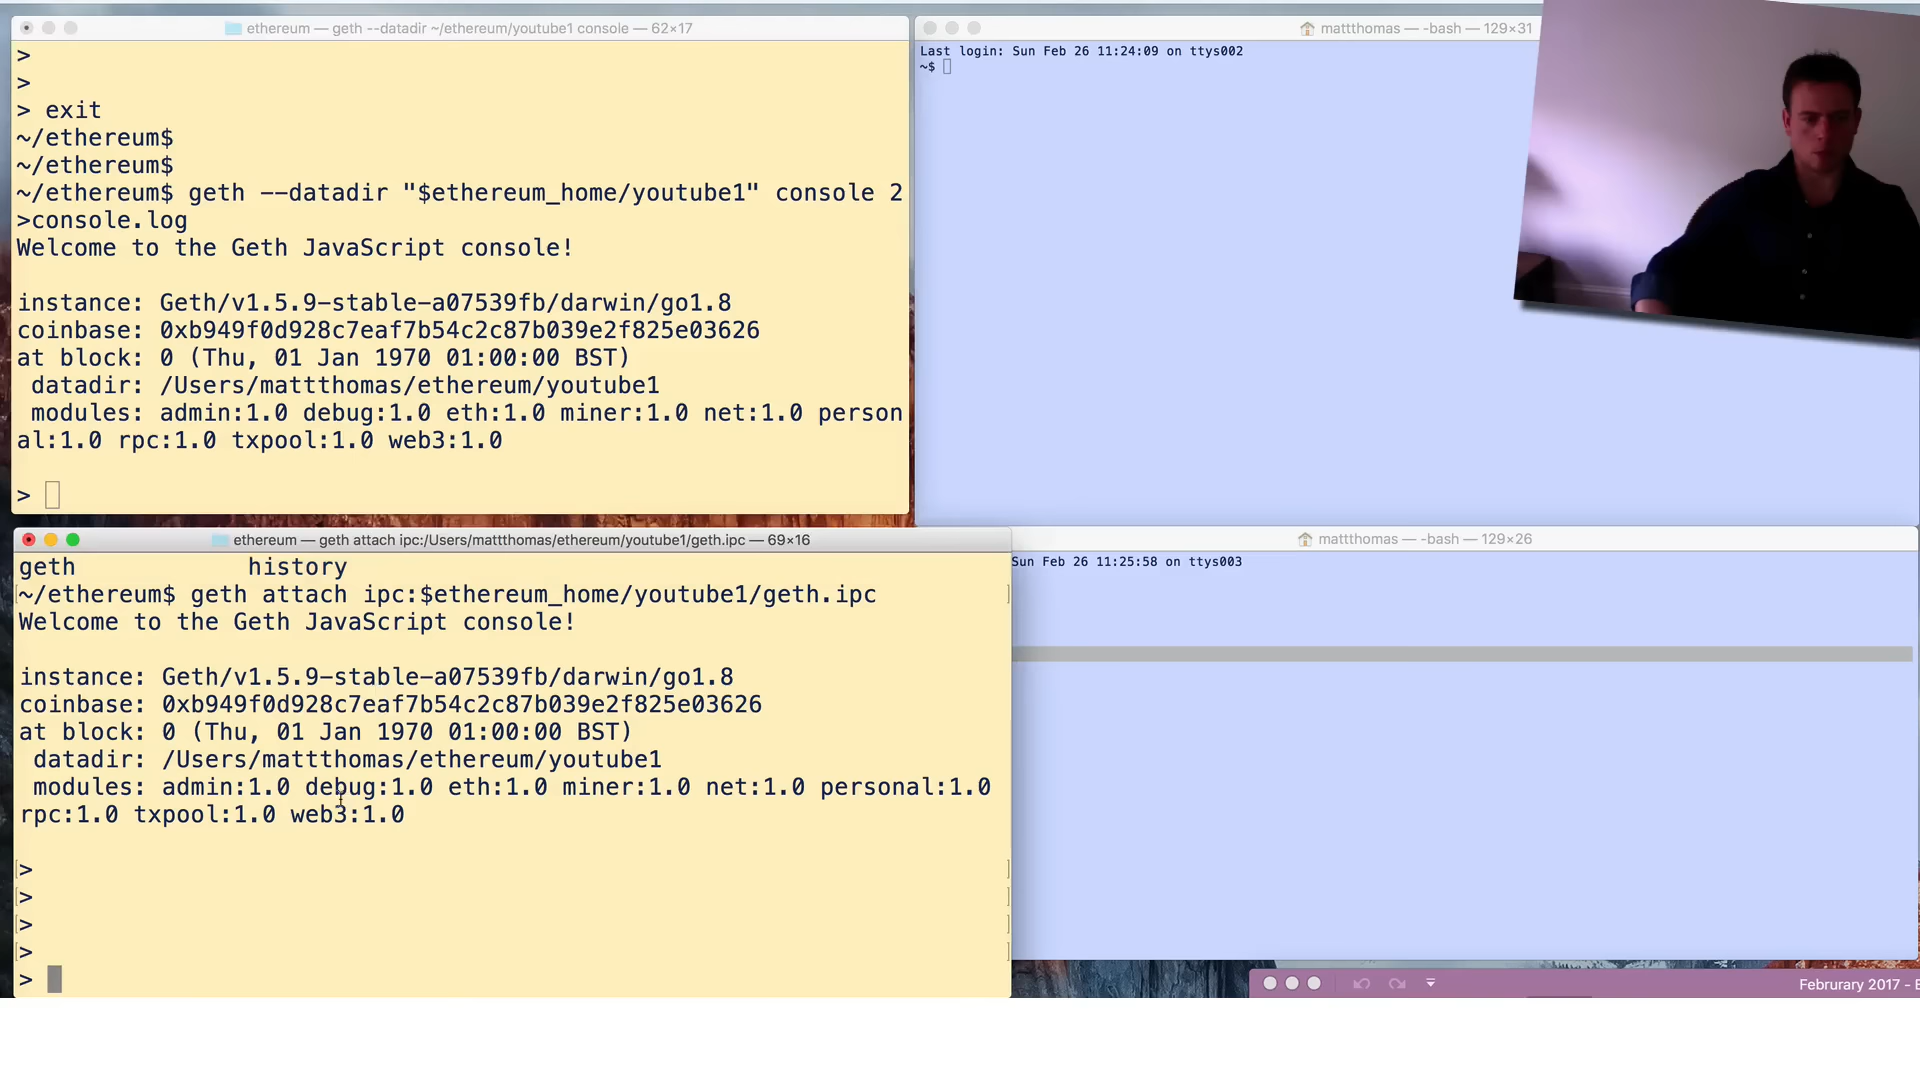 ethereum — geth --datadir ~/ethereum/youtube1 console — 62×17
>
>
> exit
~/ethereum$
~/ethereum$
~/ethereum$ geth --datadir "$ethereum_home/youtube1" console 2
>console.log
Welcome to the Geth JavaScript console!
instance: Geth/v1.5.9-stable-a07539fb/darwin/go1.8
coinbase: 0xb949f0d928c7eaf7b54c2c87b039e2f825e03626
at block: 0 (Thu, 01 Jan 1970 01:00:00 BST)
datadir: /Users/mattthomas/ethereum/youtube1
modules: admin:1.0 debug:1.0 eth:1.0 miner:1.0 net:1.0 person
al:1.0 rpc:1.0 txpool:1.0 web3:1.0
>
mattthomas — -bash — 129×31
Last login: Sun Feb 26 11:24:09 on ttys002
~$
ethereum — geth attach ipc:/Users/mattthomas/ethereum/youtube1/geth.ipc — 69×16
geth history
[~/ethereum$ geth attach ipc:$ethereum_home/youtube1/geth.ipc ]
Welcome to the Geth JavaScript console!
instance: Geth/v1.5.9-stable-a07539fb/darwin/go1.8
coinbase: 0xb949f0d928c7eaf7b54c2c87b039e2f825e03626
at block: 0 (Thu, 01 Jan 1970 01:00:00 BST)
datadir: /Users/mattthomas/ethereum/youtube1
modules: admin:1.0 debug:1.0 eth:1.0 miner:1.0 net:1.0 personal:1.0
rpc:1.0 txpool:1.0 web3:1.0
[> ]
[> ]
[> ]
[> ]
>
mattthomas — -bash — 129×26
Sun Feb 26 11:25:58 on ttys003
Februrary 2017 - E